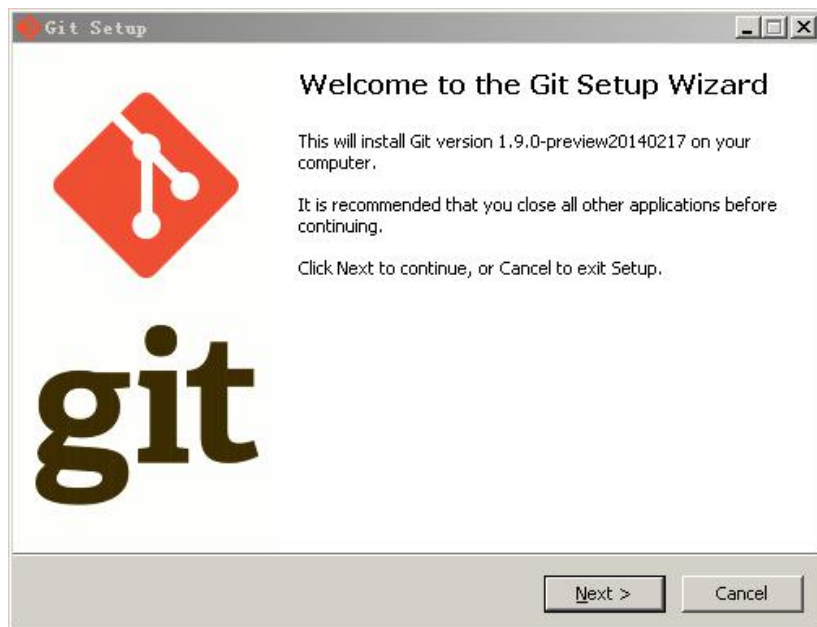 Git Setup
Welcome to the Git Setup Wizard
This will install Git version 1.9.0-preview20140217 on your
computer.
It is recommended that you close all other applications before
continuing.
Click Next to continue, or Cancel to exit Setup.
git
Next >
Cancel